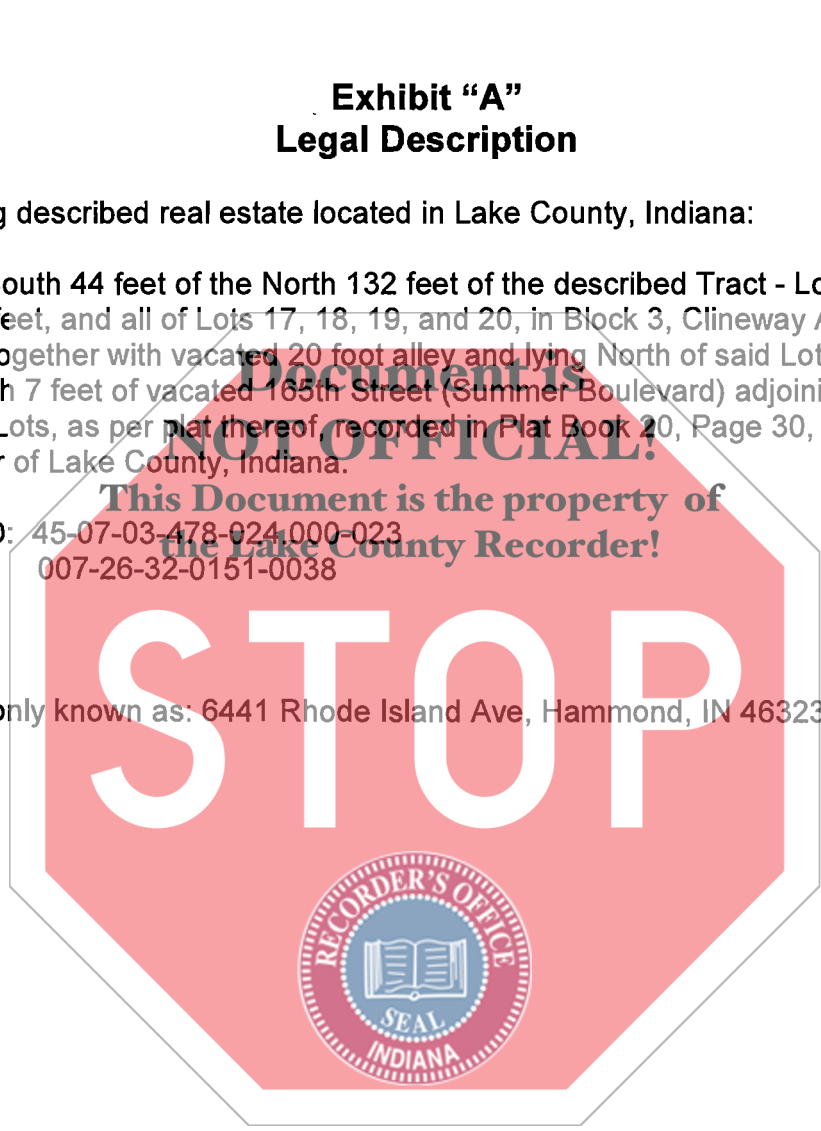 Exhibit “A”
Legal Description
g described real estate located in Lake County, Indiana:
outh 44 feet of the North 132 feet of the described Tract - Lo
eet, and all of Lots 17, 18, 19, and 20, in Block 3, Clineway A
ogether with vacated 20 foot alley and lying North of said Lot
h 7 feet of vacated 165th Street (Summer Boulevard) adjoini
Lots, as per plat thereof, recorded in Plat Book 20, Page 30,
r of Lake County, Indiana.
Document is
NOT OFFICIAL!
This Document is the property of
the Lake County Recorder!
: 45-07-03-478-024.000-023
007-26-32-0151-0038
only known as: 6441 Rhode Island Ave, Hammond, IN 46323
STOP
RECORDER'S OFFICE
SEAL
INDIANA